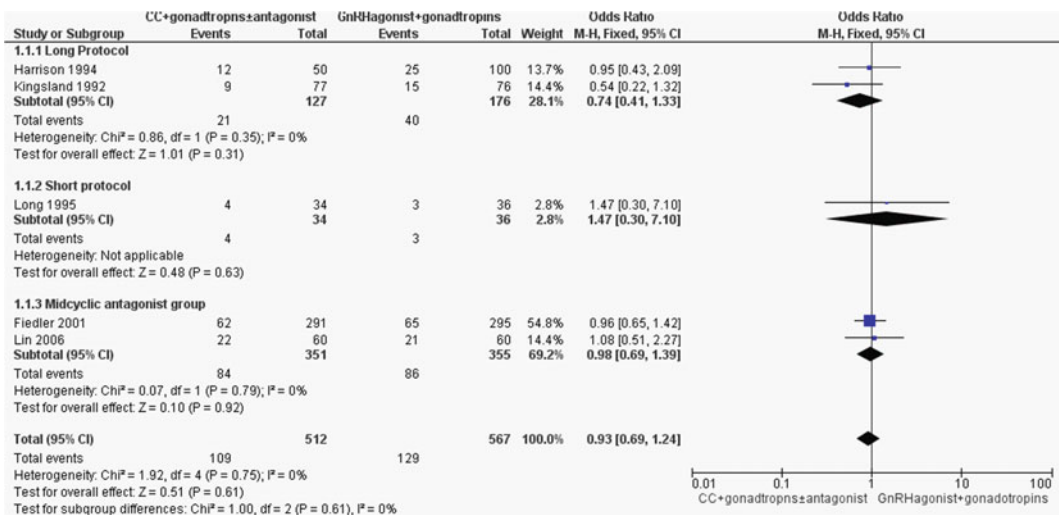 CC+gonadtropns±antagonist GnRHagonist+gonadtropins Odds Ratio Odds Ratio
Study or Subgroup Events Total Events Total Weight M-H, Fixed, 95% CI M-H, Fixed, 95% CI
1.1.1 Long Protocol
Harrison 1994 12 50 25 100 13.7% 0.95 [0.43, 2.09]
Kingsland 1992 9 77 15 76 14.4% 0.54 [0.22, 1.32]
Subtotal (95% CI) 127 176 28.1% 0.74 [0.41, 1.33]
Total events 21 40
Heterogeneity: Chi² = 0.86, df = 1 (P = 0.35); I² = 0%
Test for overall effect: Z = 1.01 (P = 0.31)
1.1.2 Short protocol
Long 1995 4 34 3 36 2.8% 1.47 [0.30, 7.10]
Subtotal (95% CI) 34 36 2.8% 1.47 [0.30, 7.10]
Total events 4 3
Heterogeneity: Not applicable
Test for overall effect: Z = 0.48 (P = 0.63)
1.1.3 Midcyclic antagonist group
Fiedler 2001 62 291 65 295 54.8% 0.96 [0.65, 1.42]
Lin 2006 22 60 21 60 14.4% 1.08 [0.51, 2.27]
Subtotal (95% CI) 351 355 69.2% 0.98 [0.69, 1.39]
Total events 84 86
Heterogeneity: Chi² = 0.07, df = 1 (P = 0.79); I² = 0%
Test for overall effect: Z = 0.10 (P = 0.92)
Total (95% CI) 512 567 100.0% 0.93 [0.69, 1.24]
Total events 109 129
Heterogeneity: Chi² = 1.92, df = 4 (P = 0.75); I² = 0%
Test for overall effect: Z = 0.51 (P = 0.61)
Test for subgroup differences: Chi² = 1.00, df = 2 (P = 0.61), I² = 0%
0.01 0.1 1 10 100
CC+gonadtropns±antagonist GnRHagonist+gonadotropins